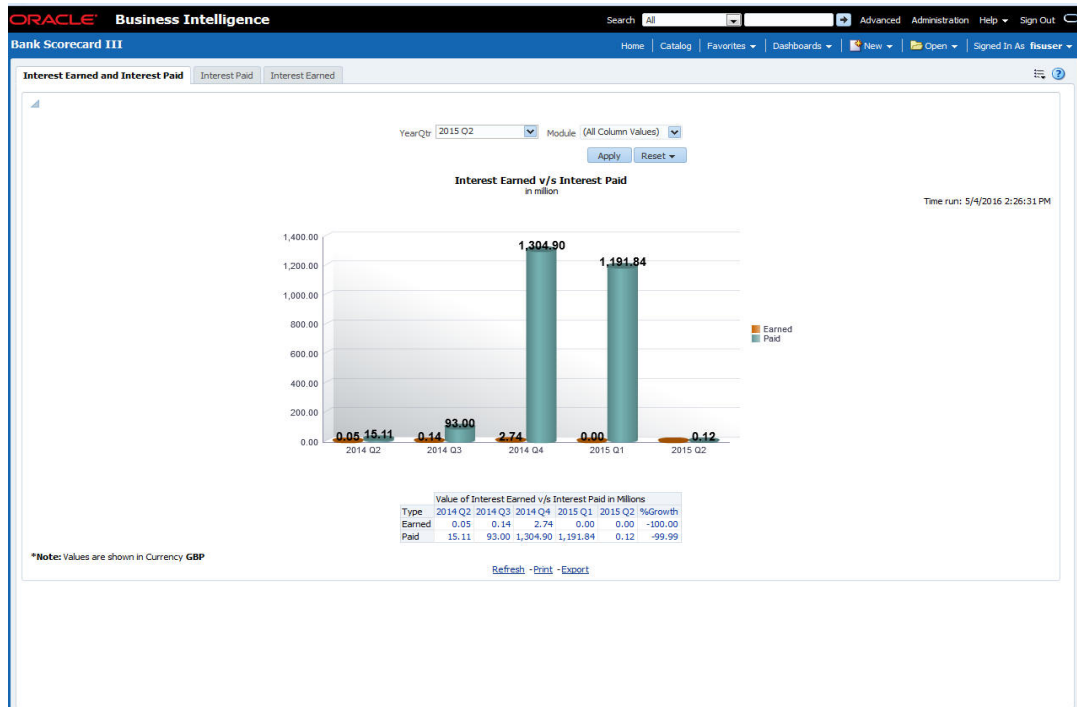 ORACLE Business Intelligence Search All Advanced Administration Help Sign Out
Bank Scorecard III Home Catalog Favorites Dashboards New Open Signed In As fisuser
Interest Earned and Interest Paid Interest Paid Interest Earned
YearQtr 2015 Q2 Module (All Column Values)
Apply Reset
Interest Earned v/s Interest Paid
in million
Time run: 5/4/2016 2:26:31 PM
1,400.00
1,304.90
1,200.00
1,191.84
1,000.00
800.00
Earned
Paid
600.00
400.00
200.00
93.00
0.00
0.05 15.11 0.14 2.74 0.00 0.12
2014 Q2 2014 Q3 2014 Q4 2015 Q1 2015 Q2
Value of Interest Earned v/s Interest Paid in Millions
Type 2014 Q2 2014 Q3 2014 Q4 2015 Q1 2015 Q2 %Growth
Earned 0.05 0.14 2.74 0.00 0.00 -100.00
Paid 15.11 93.00 1,304.90 1,191.84 0.12 -99.99
*Note: Values are shown in Currency GBP
Refresh - Print - Export